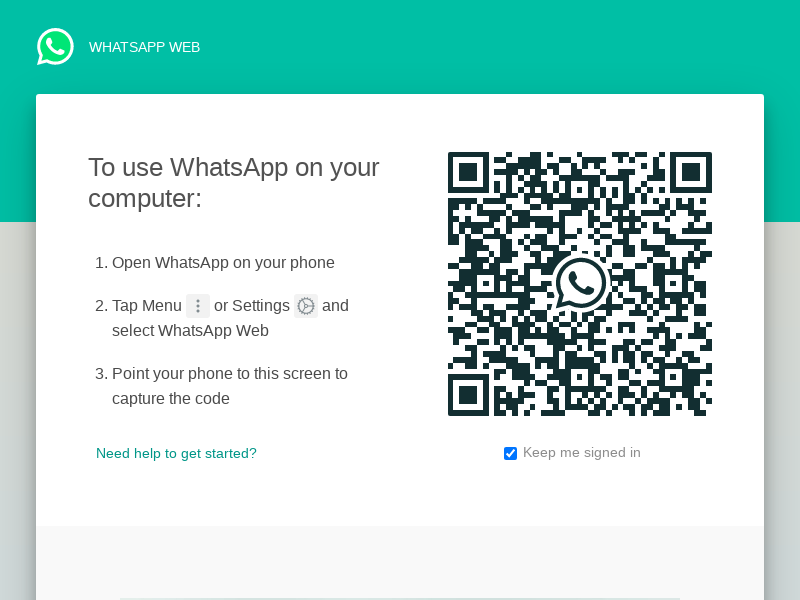 WHATSAPP WEB
To use WhatsApp on your
computer:
1. Open WhatsApp on your phone
2. Tap Menu or Settings and
select WhatsApp Web
3. Point your phone to this screen to
capture the code
Need help to get started?
Keep me signed in